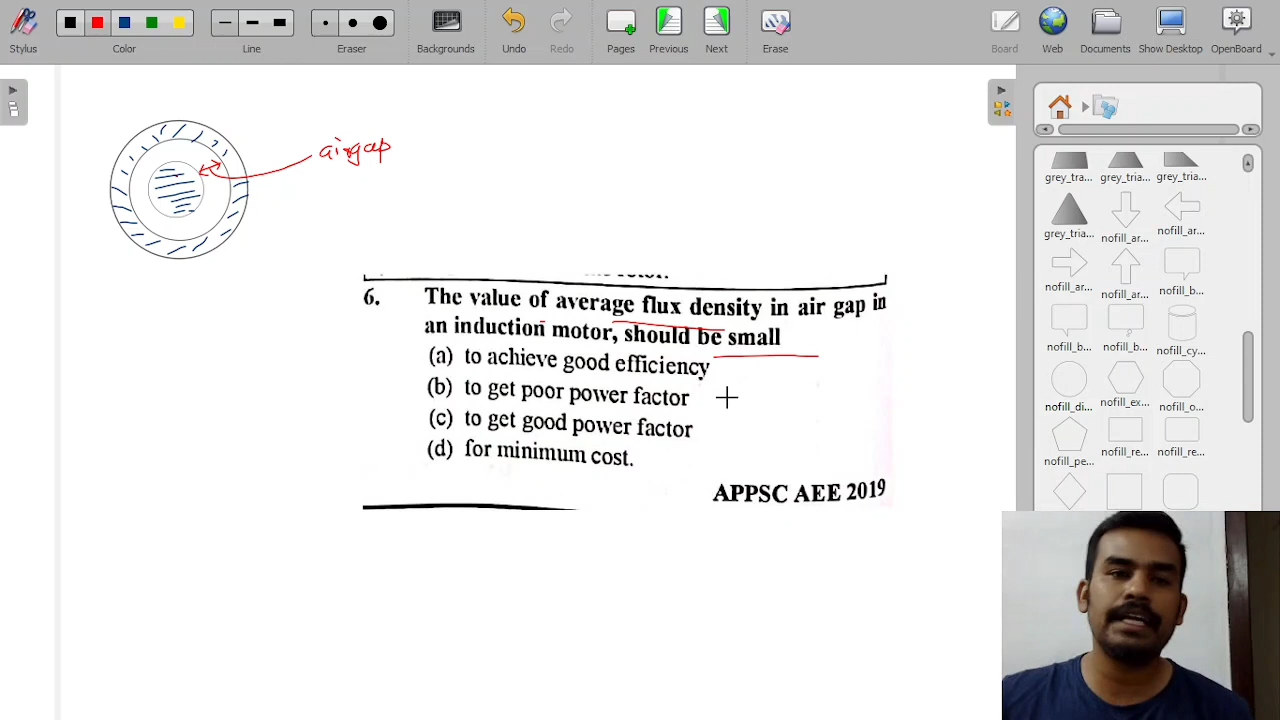 Stylus
Color
Line
Eraser
Backgrounds
Undo
Redo
Pages
Previous
Next
Erase
Board
Web
Documents
Show Desktop
OpenBoard
airgap
6. The value of average flux density in air gap in
an induction motor, should be small
(a) to achieve good efficiency
(b) to get poor power factor
(c) to get good power factor
(d) for minimum cost.
APPSC AEE 2019
grey_tra...
grey_tria...
grey_tria...
grey_tria...
nofill_ar...
nofill_ar...
nofill_ar...
nofill_ar...
nofill_b...
nofill_b...
nofill_b...
nofill_cy...
nofill_di...
nofill_ex...
nofill_o...
nofill_pe...
nofill_re...
nofill_re...